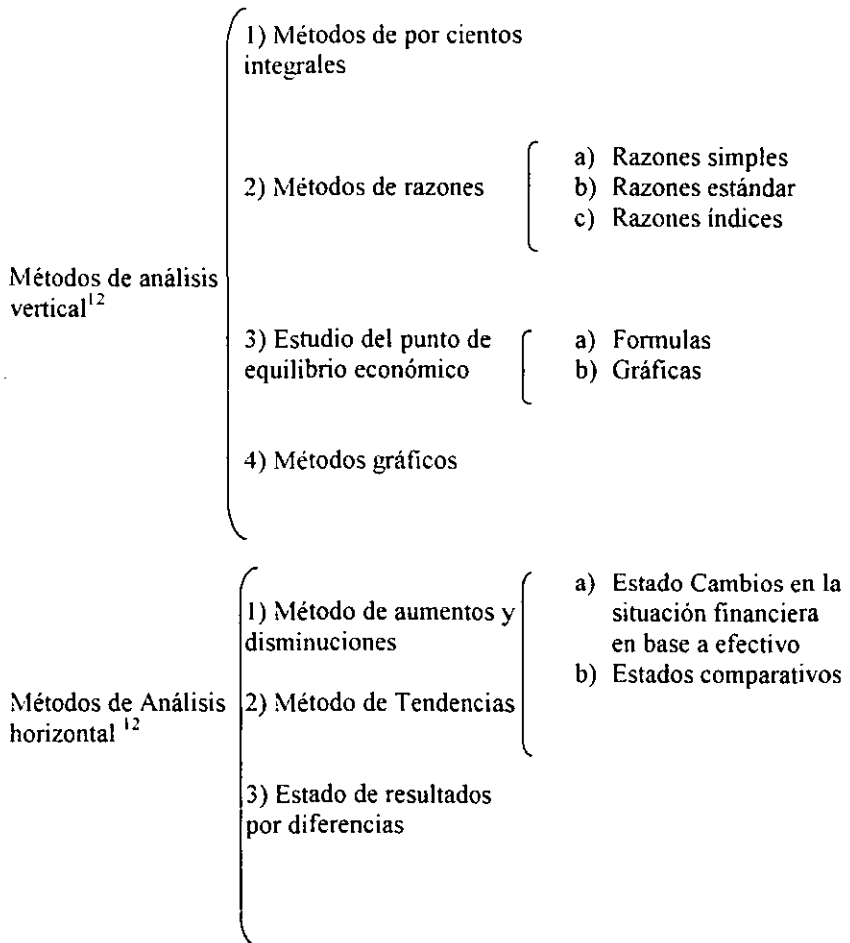 1) Métodos de por cientos
integrales
2) Métodos de razones
a) Razones simples
b) Razones estándar
c) Razones índices
Métodos de análisis
vertical12
3) Estudio del punto de
equilibrio económico
a) Formulas
b) Gráficas
4) Métodos gráficos
1) Método de aumentos y
disminuciones
a) Estado Cambios en la
situación financiera
en base a efectivo
b) Estados comparativos
Métodos de Análisis
horizontal 12
2) Método de Tendencias
3) Estado de resultados
por diferencias